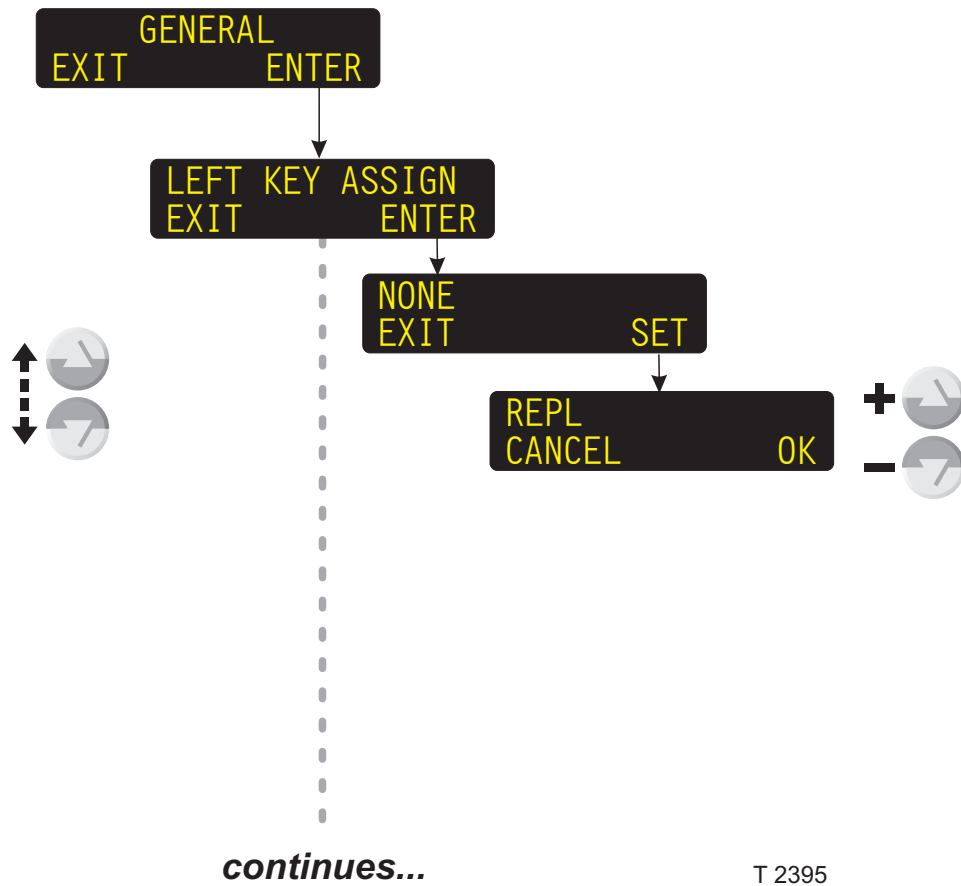 GENERAL
EXIT ENTER
LEFT KEY ASSIGN
EXIT ENTER
NONE
EXIT SET
REPL
CANCEL OK
continues...
T 2395